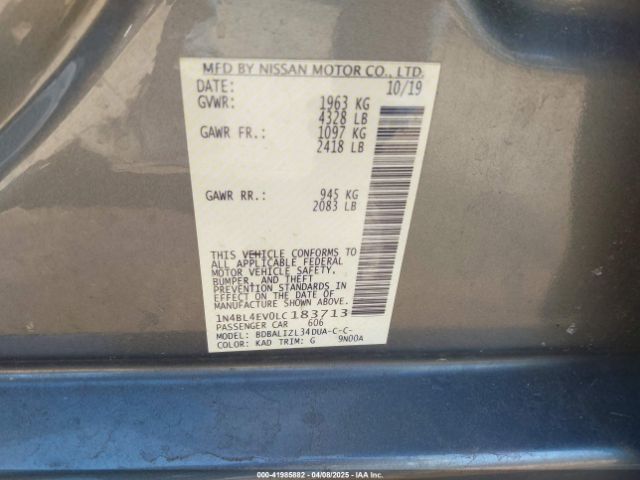 MFD BY NISSAN MOTOR CO., LTD.
DATE: 10/19
GVWR: 1963 KG
4328 LB
GAWR FR.: 1097 KG
2418 LB
GAWR RR.: 945 KG
2083 LB
THIS VEHICLE CONFORMS TO
ALL APPLICABLE FEDERAL
MOTOR VEHICLE SAFETY,
BUMPER, AND THEFT
PREVENTION STANDARDS IN
EFFECT ON THE DATE OF
MANUFACTURE SHOWN ABOVE.
1N4BL4EV0LC183713
PASSENGER CAR 606
MODEL: BDBALIZL34DUA-C-C-
COLOR: KAD TRIM: G 9N00A
000-41985882 - 04/08/2025 - IAA, Inc.